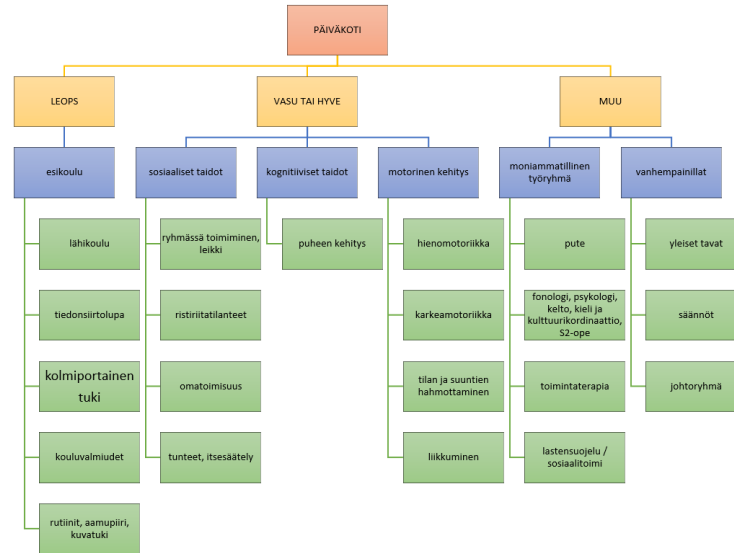 PÄIVÄKOTI
LEOPS
VASU TAI HYVE
MUU
esikoulu
sosiaaliset taidot
kognitiiviset taidot
motorinen kehitys
moniammatillinen
työryhmä
vanhempainillat
lähikoulu
ryhmässä toimiminen,
leikki
puheen kehitys
hienomotoriikka
pute
yleiset tavat
tiedonsiirtolupa
ristiriitatilanteet
karkeamotoriikka
fonologi, psykologi,
kelto, kieli ja
kulttuurikordinaattio,
S2-ope
säännöt
kolmiportainen
tuki
omatoimisuus
tilan ja suuntien
hahmottaminen
toimintaterapia
johtoryhmä
kouluvalmiudet
tunteet, itsesäätely
liikkuminen
lastensuojelu /
sosiaalitoimi
rutiinit, aamupiiri,
kuvatuki